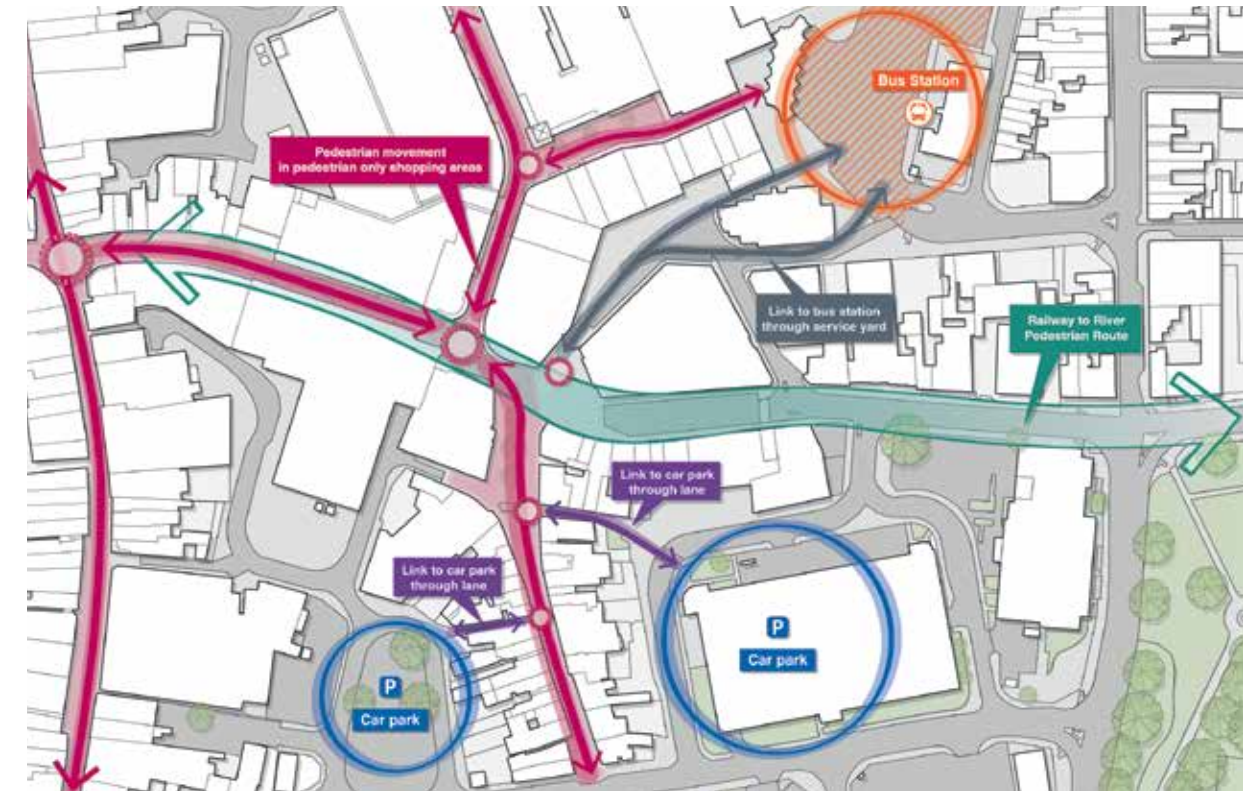 Bus Station
Pedestrian movement
in pedestrian only shopping areas
Link to bus station
through service yard
Railway to River
Pedestrian Route
Link to car park
through lane
Link to car park
through lane
P
Car park
P
Car park